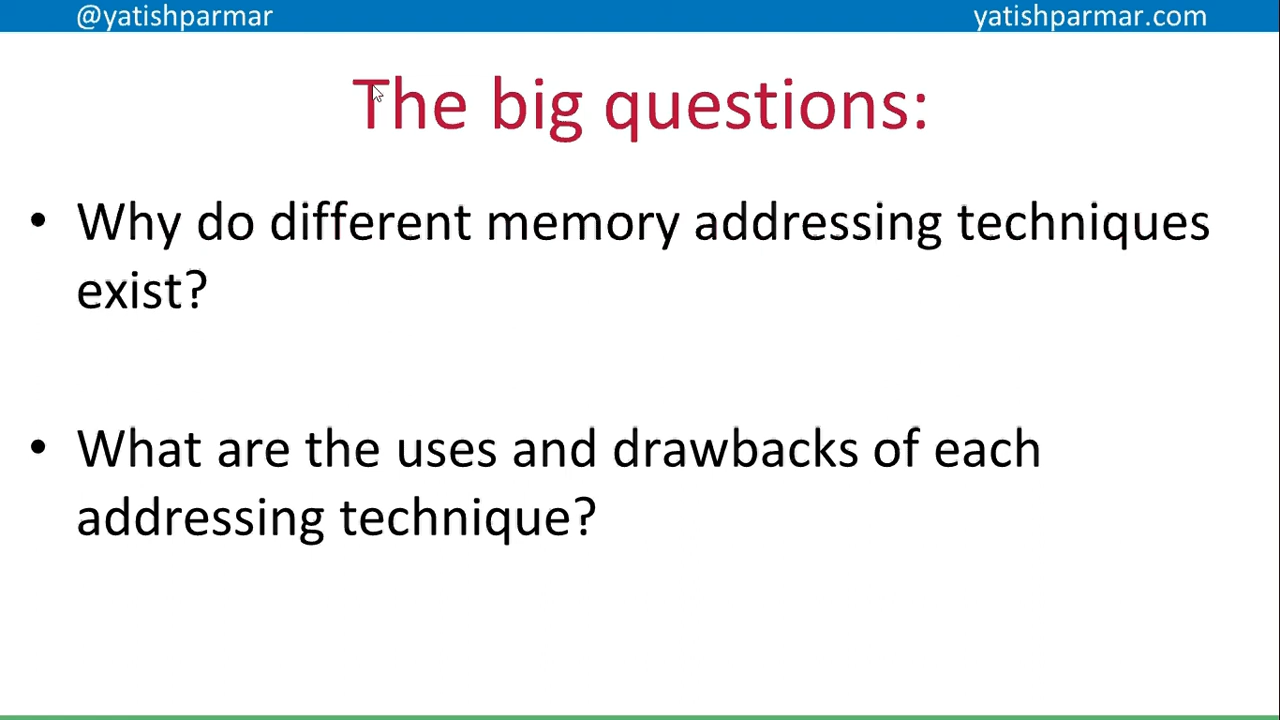 @yatishparmar
yatishparmar.com
The big questions:
• Why do different memory addressing techniques
exist?
• What are the uses and drawbacks of each
addressing technique?